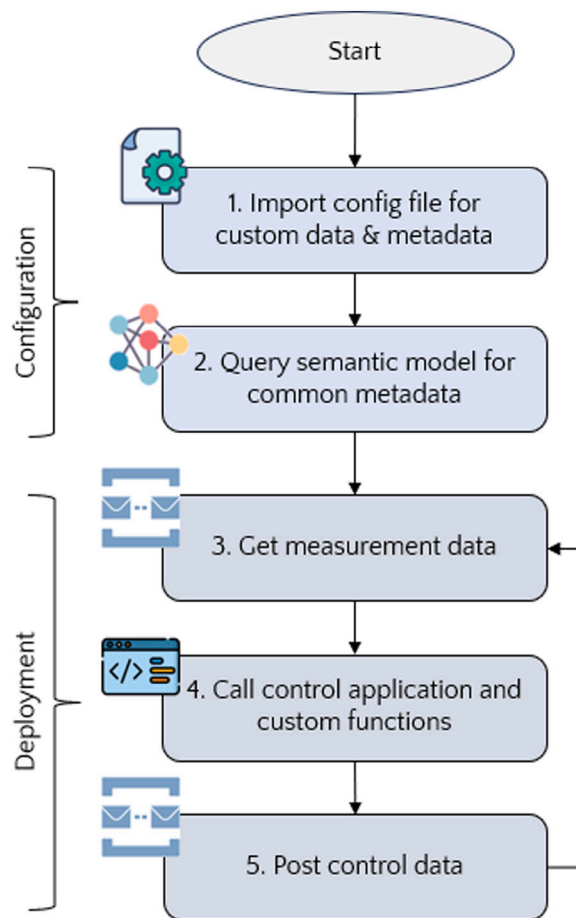 Start
Configuration
1. Import config file for
custom data & metadata
2. Query semantic model for
common metadata
Deployment
3. Get measurement data
</>
4. Call control application and
custom functions
5. Post control data